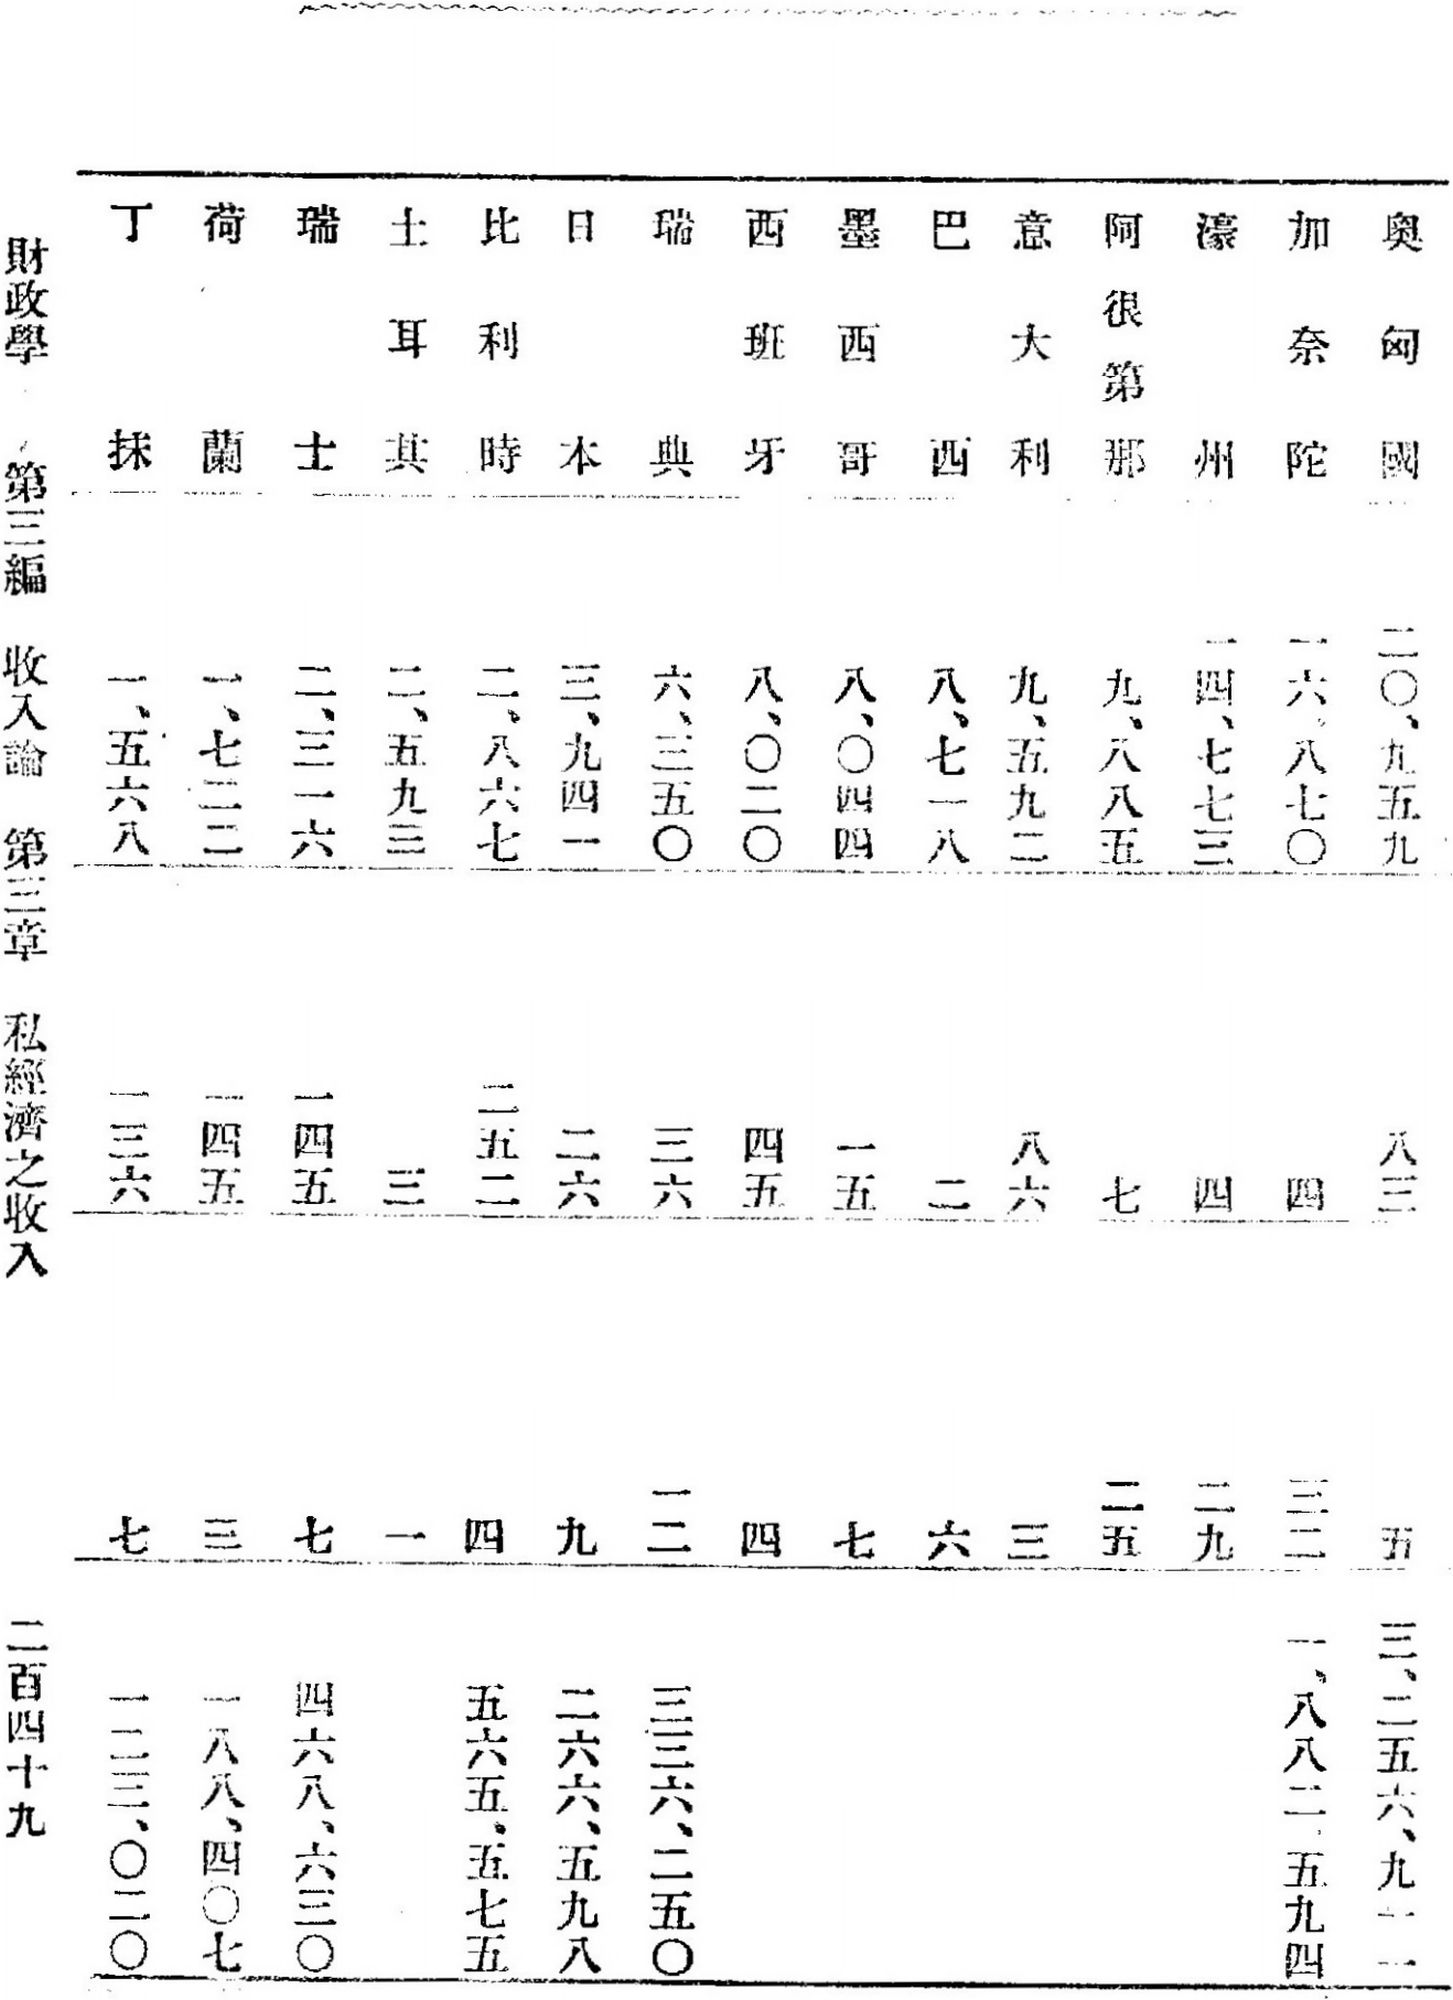 奧匈國 二〇、九五九 八三 五 三、二五六、九一一
加奈陀 一六、八七〇 四 三二 一、八八二、五九四
濠州 一四、七七三 四 二九
阿很第那 九、八八五 七 二五
意大利 九、五九二 八六 三
巴西 八、七一八 二 六
墨西哥 八、〇四四 一五 七
西班牙 八、〇二〇 四五 四
瑞典 六、三五〇 三六 一二 三三六、二五〇
日本 三、九四一 二六 九 二六六、五九八
比利時 二、八六七 二五二 四 五六五、五七五
土耳其 二、五九三 三 一
瑞士 二、三一六 一四五 七 四六八、六三〇
荷蘭 一、七二二 一四五 三 一八八、四〇七
丁抹 一、五六八 一三六 七 一二三、〇二〇
財政學 第三編 收入論 第三章 私經濟之收入 二百四十九